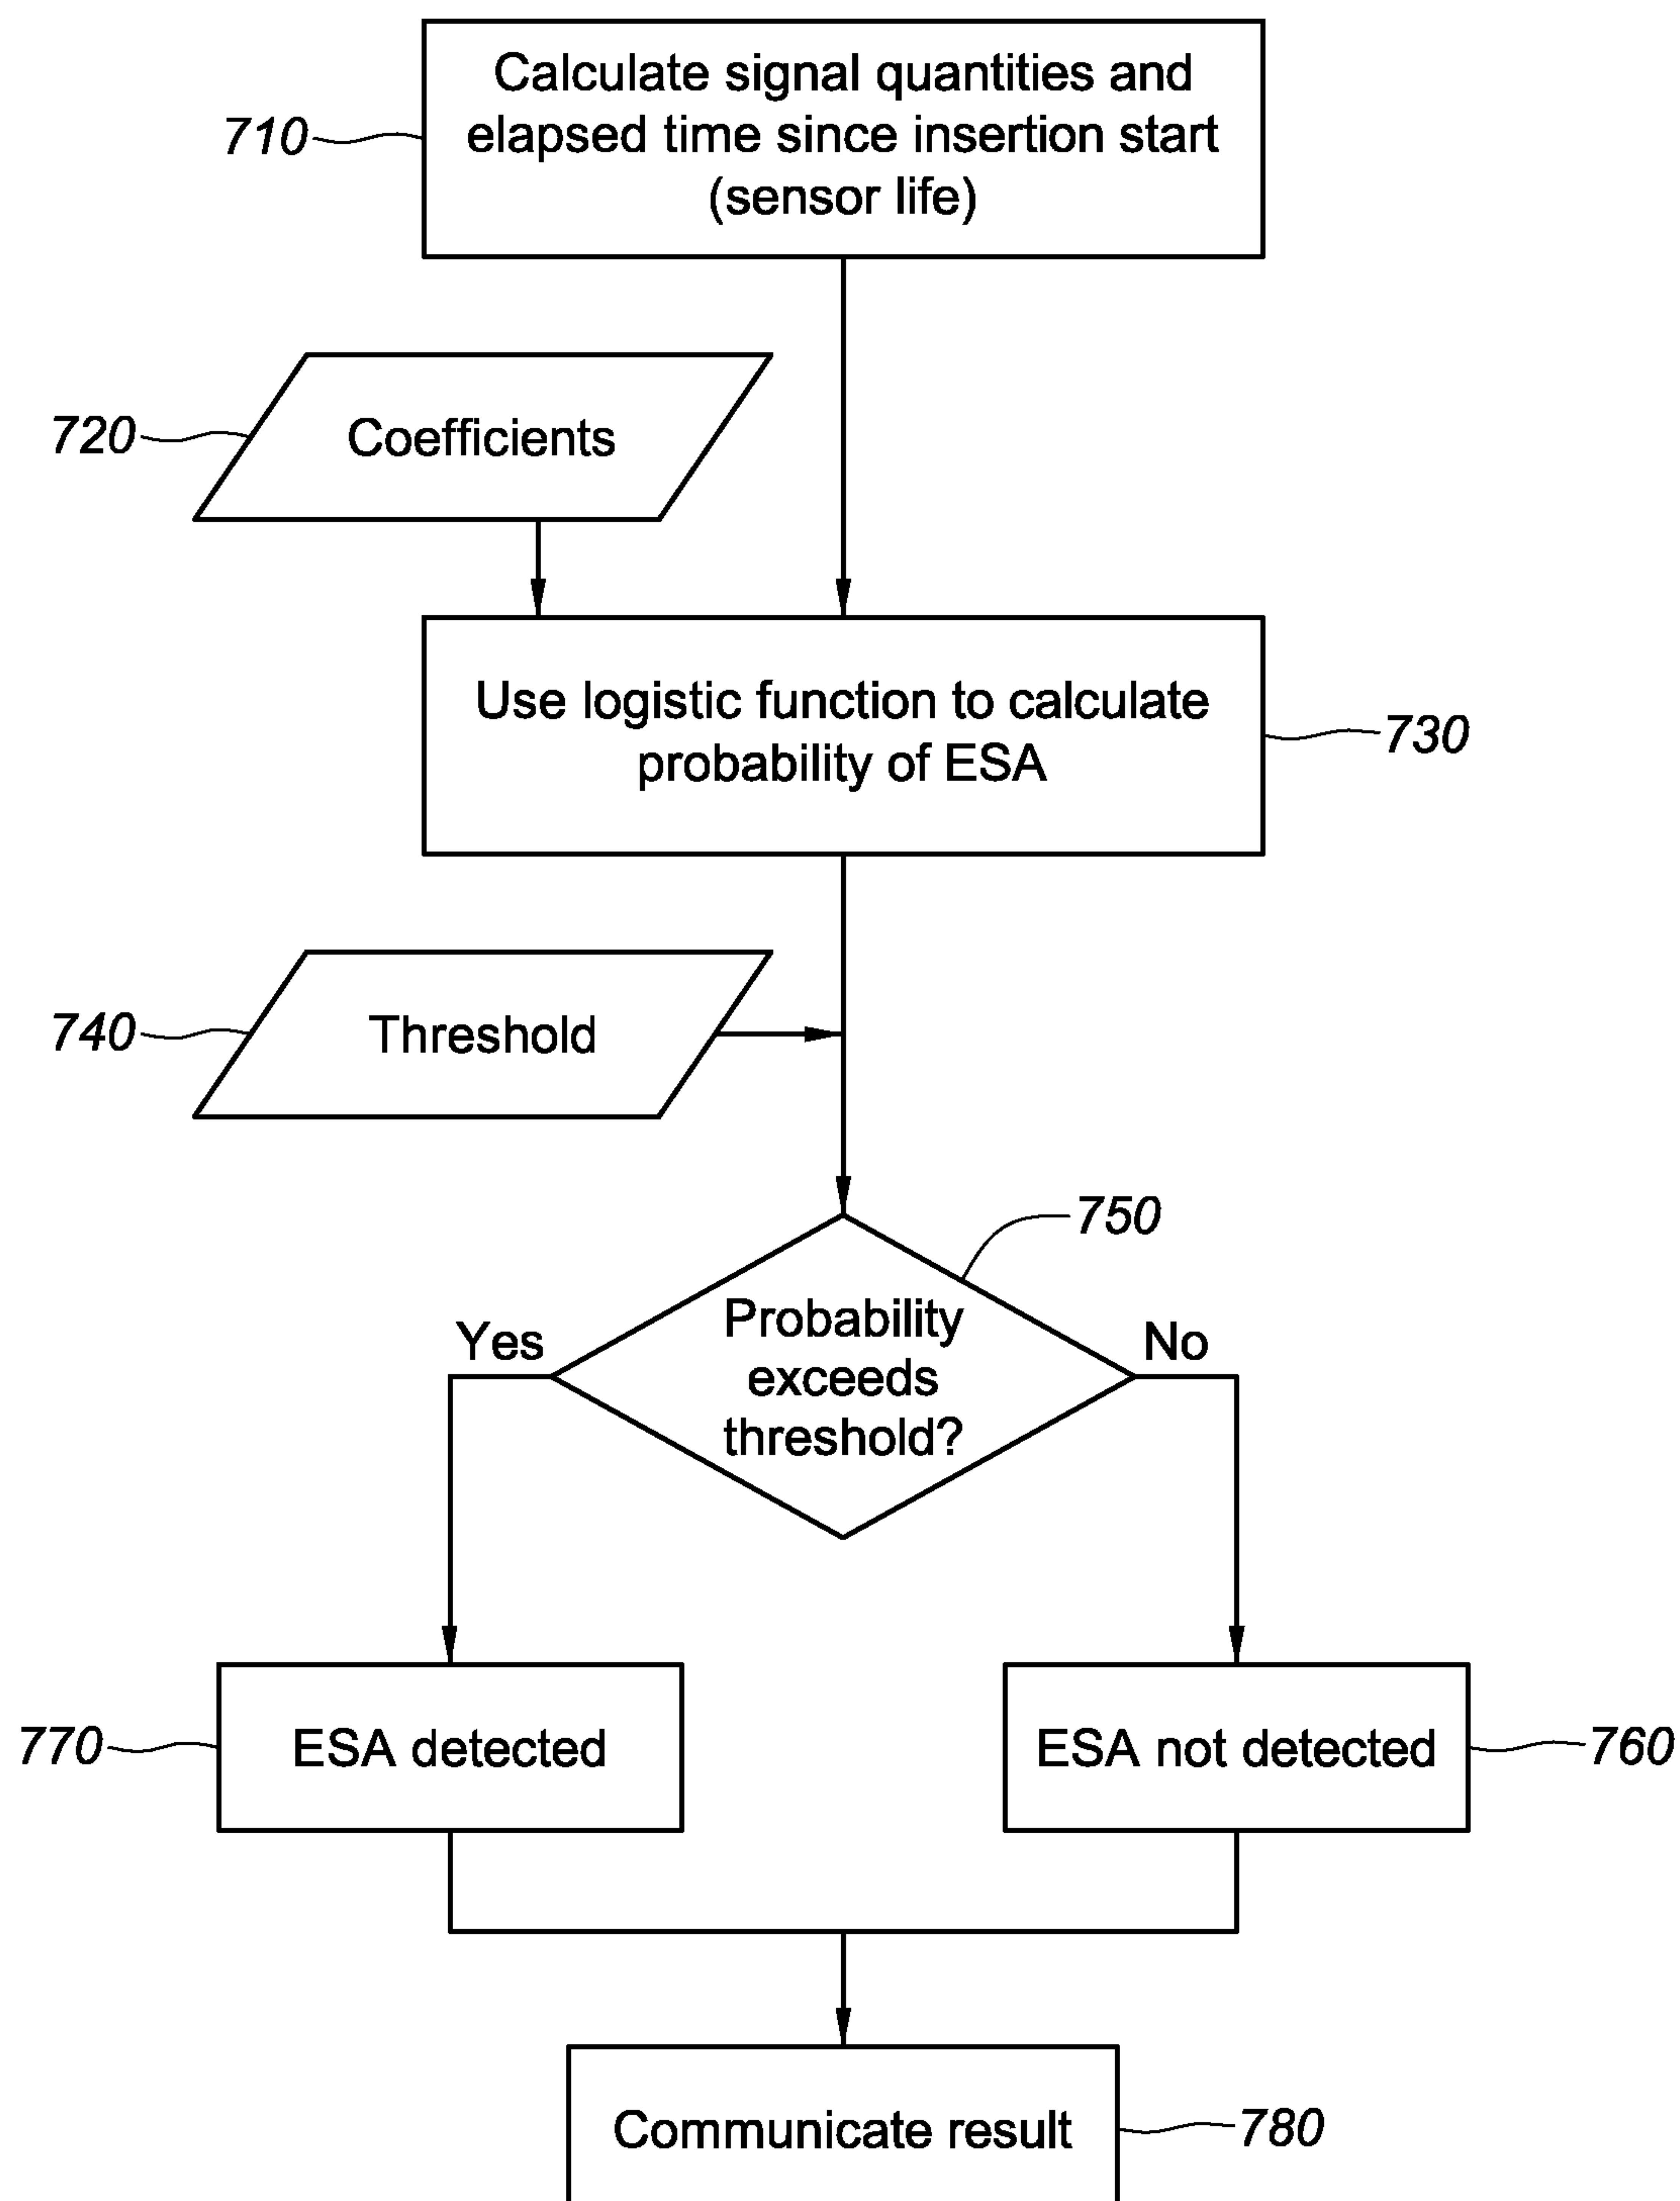 Calculate signal quantities and
elapsed time since insertion start
(sensor life)
710
720
Coefficients
Use logistic function to calculate
probability of ESA
730
740
Threshold
750
Yes
Probability
exceeds
threshold?
No
770
ESA detected
ESA not detected
760
Communicate result
780